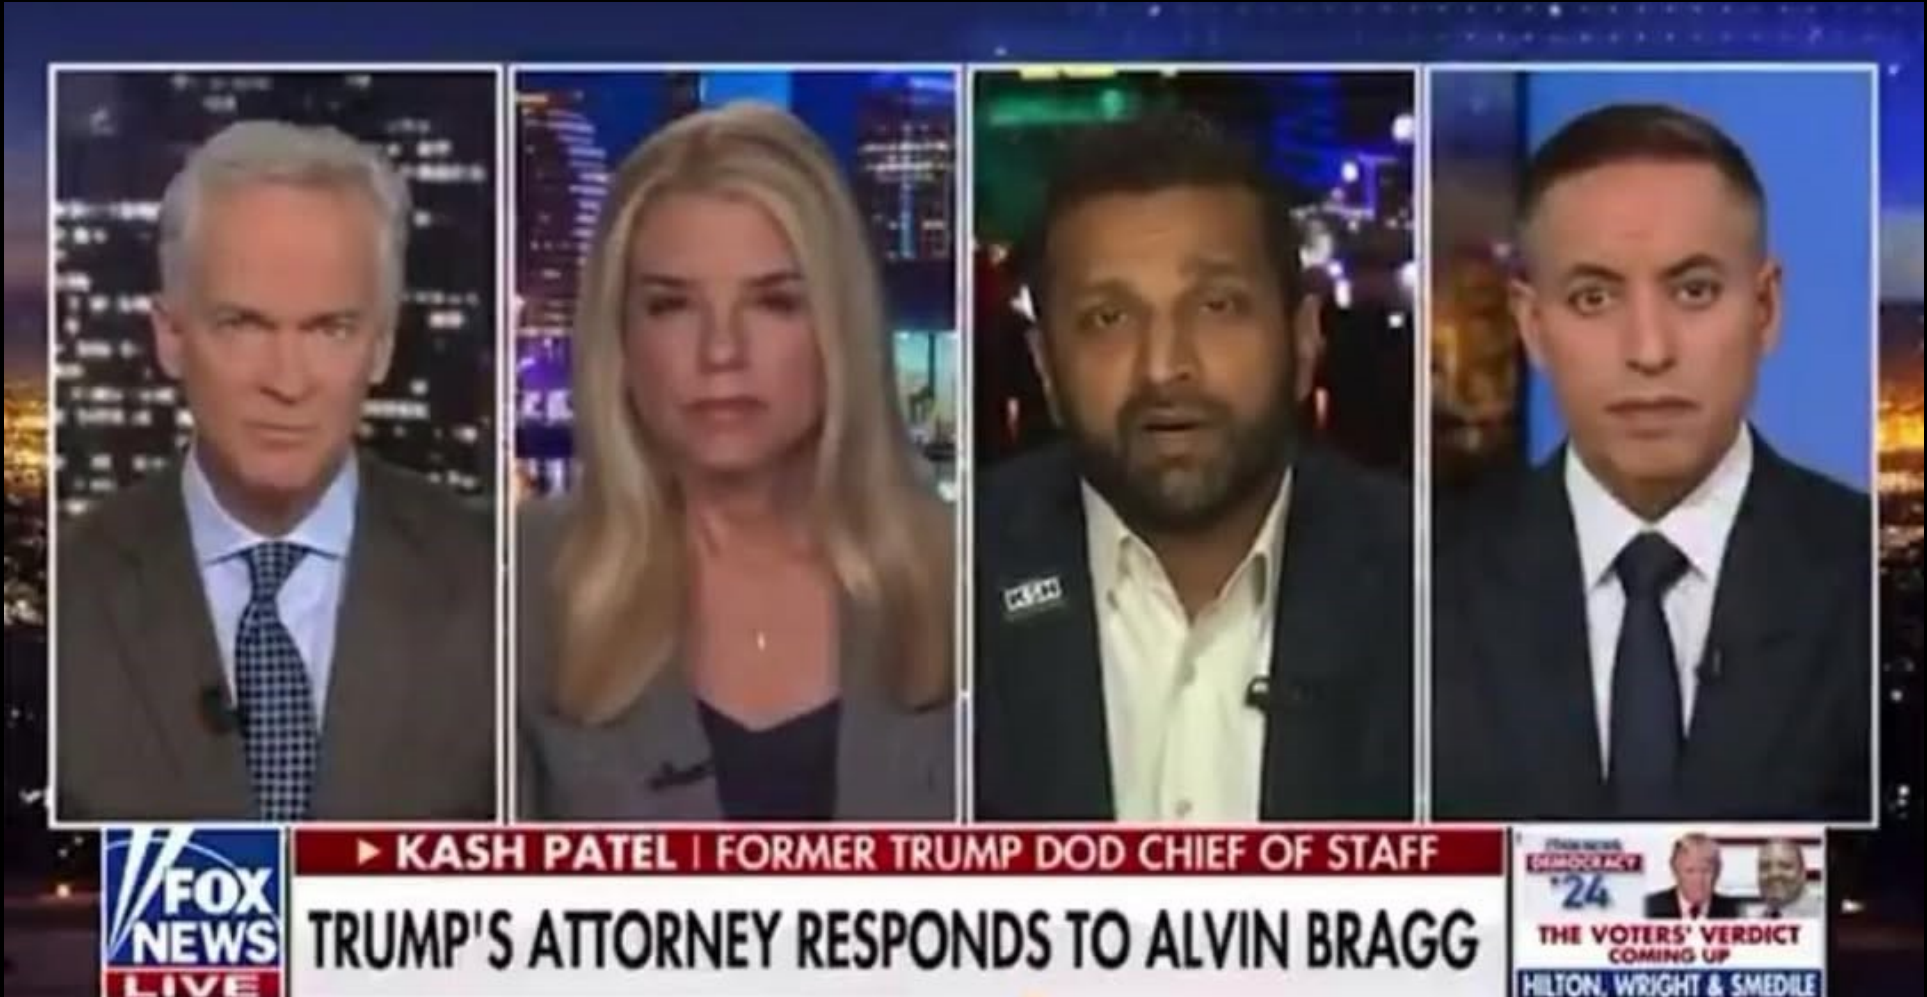 K$H
▶ KASH PATEL | FORMER TRUMP DOD CHIEF OF STAFF
FOX
NEWS
LIVE
TRUMP'S ATTORNEY RESPONDS TO ALVIN BRAGG
DEMOCRACY
'24
THE VOTERS' VERDICT
COMING UP
HILTON, WRIGHT & SMEDILE